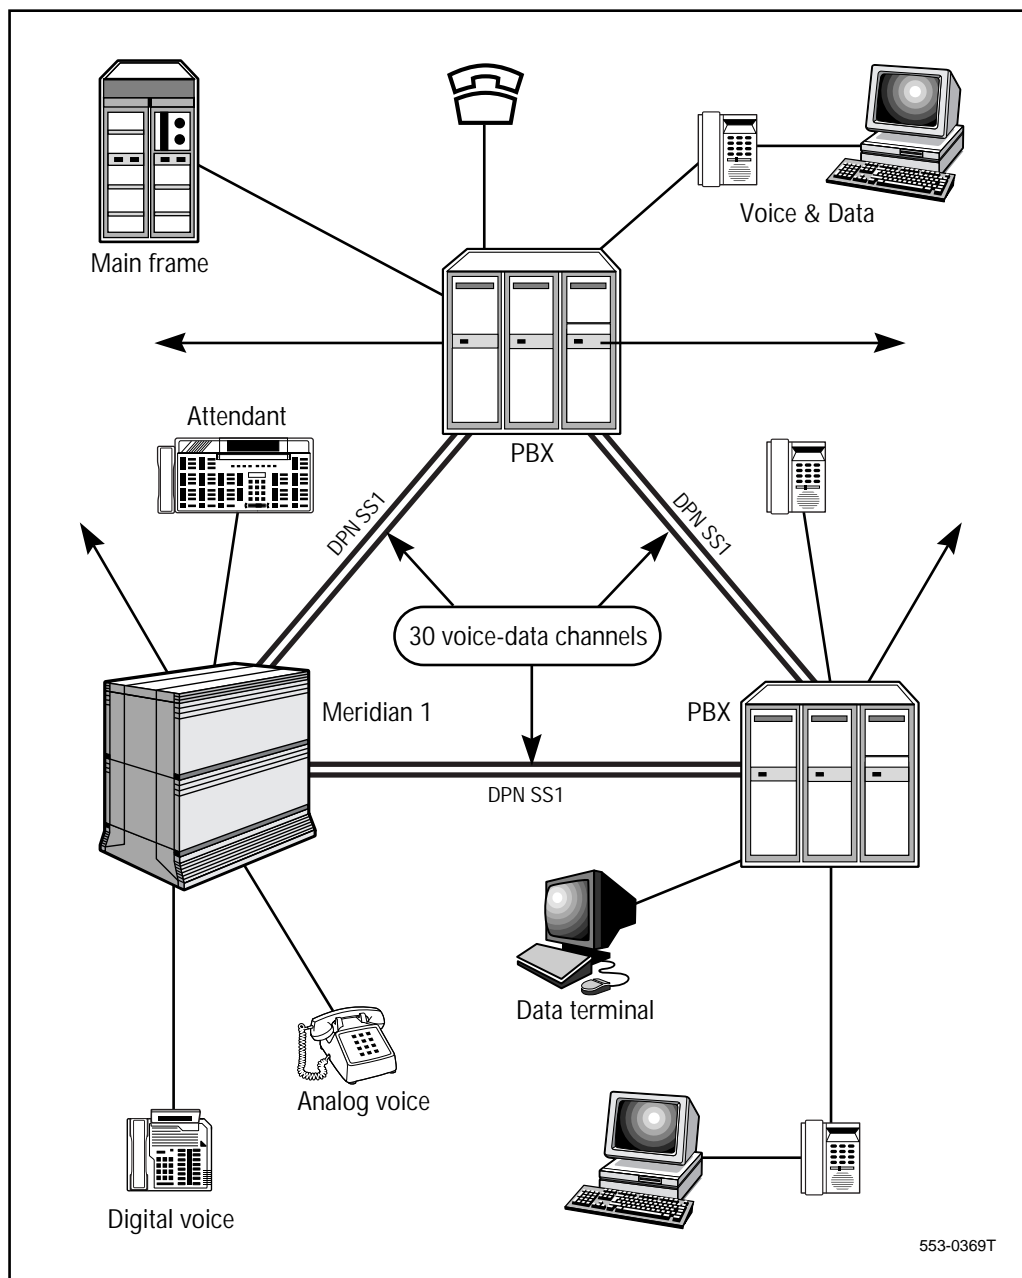 Main frame
Voice & Data
Attendant
PBX
DPN SS1
DPN SS1
30 voice-data channels
Meridian 1
PBX
DPN SS1
Data terminal
Analog voice
Digital voice
553-0369T